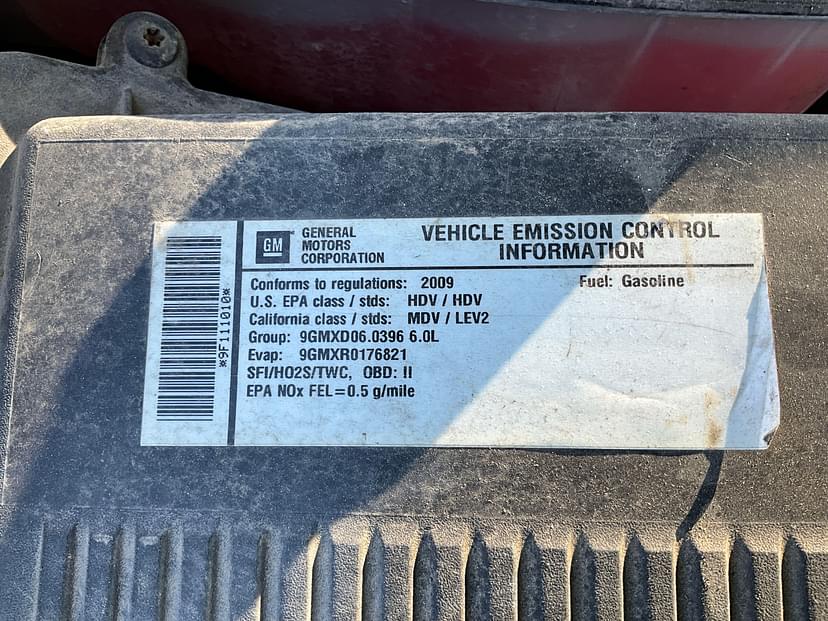 *9F111010*
GM
GENERAL
MOTORS
CORPORATION
VEHICLE EMISSION CONTROL
INFORMATION
Conforms to regulations: 2009
Fuel: Gasoline
U.S. EPA class / stds: HDV / HDV
California class / stds: MDV / LEV2
Group: 9GMXD06.0396 6.0L
Evap: 9GMXR0176821
SFI/HO2S/TWC, OBD: II
EPA NOx FEL=0.5 g/mile